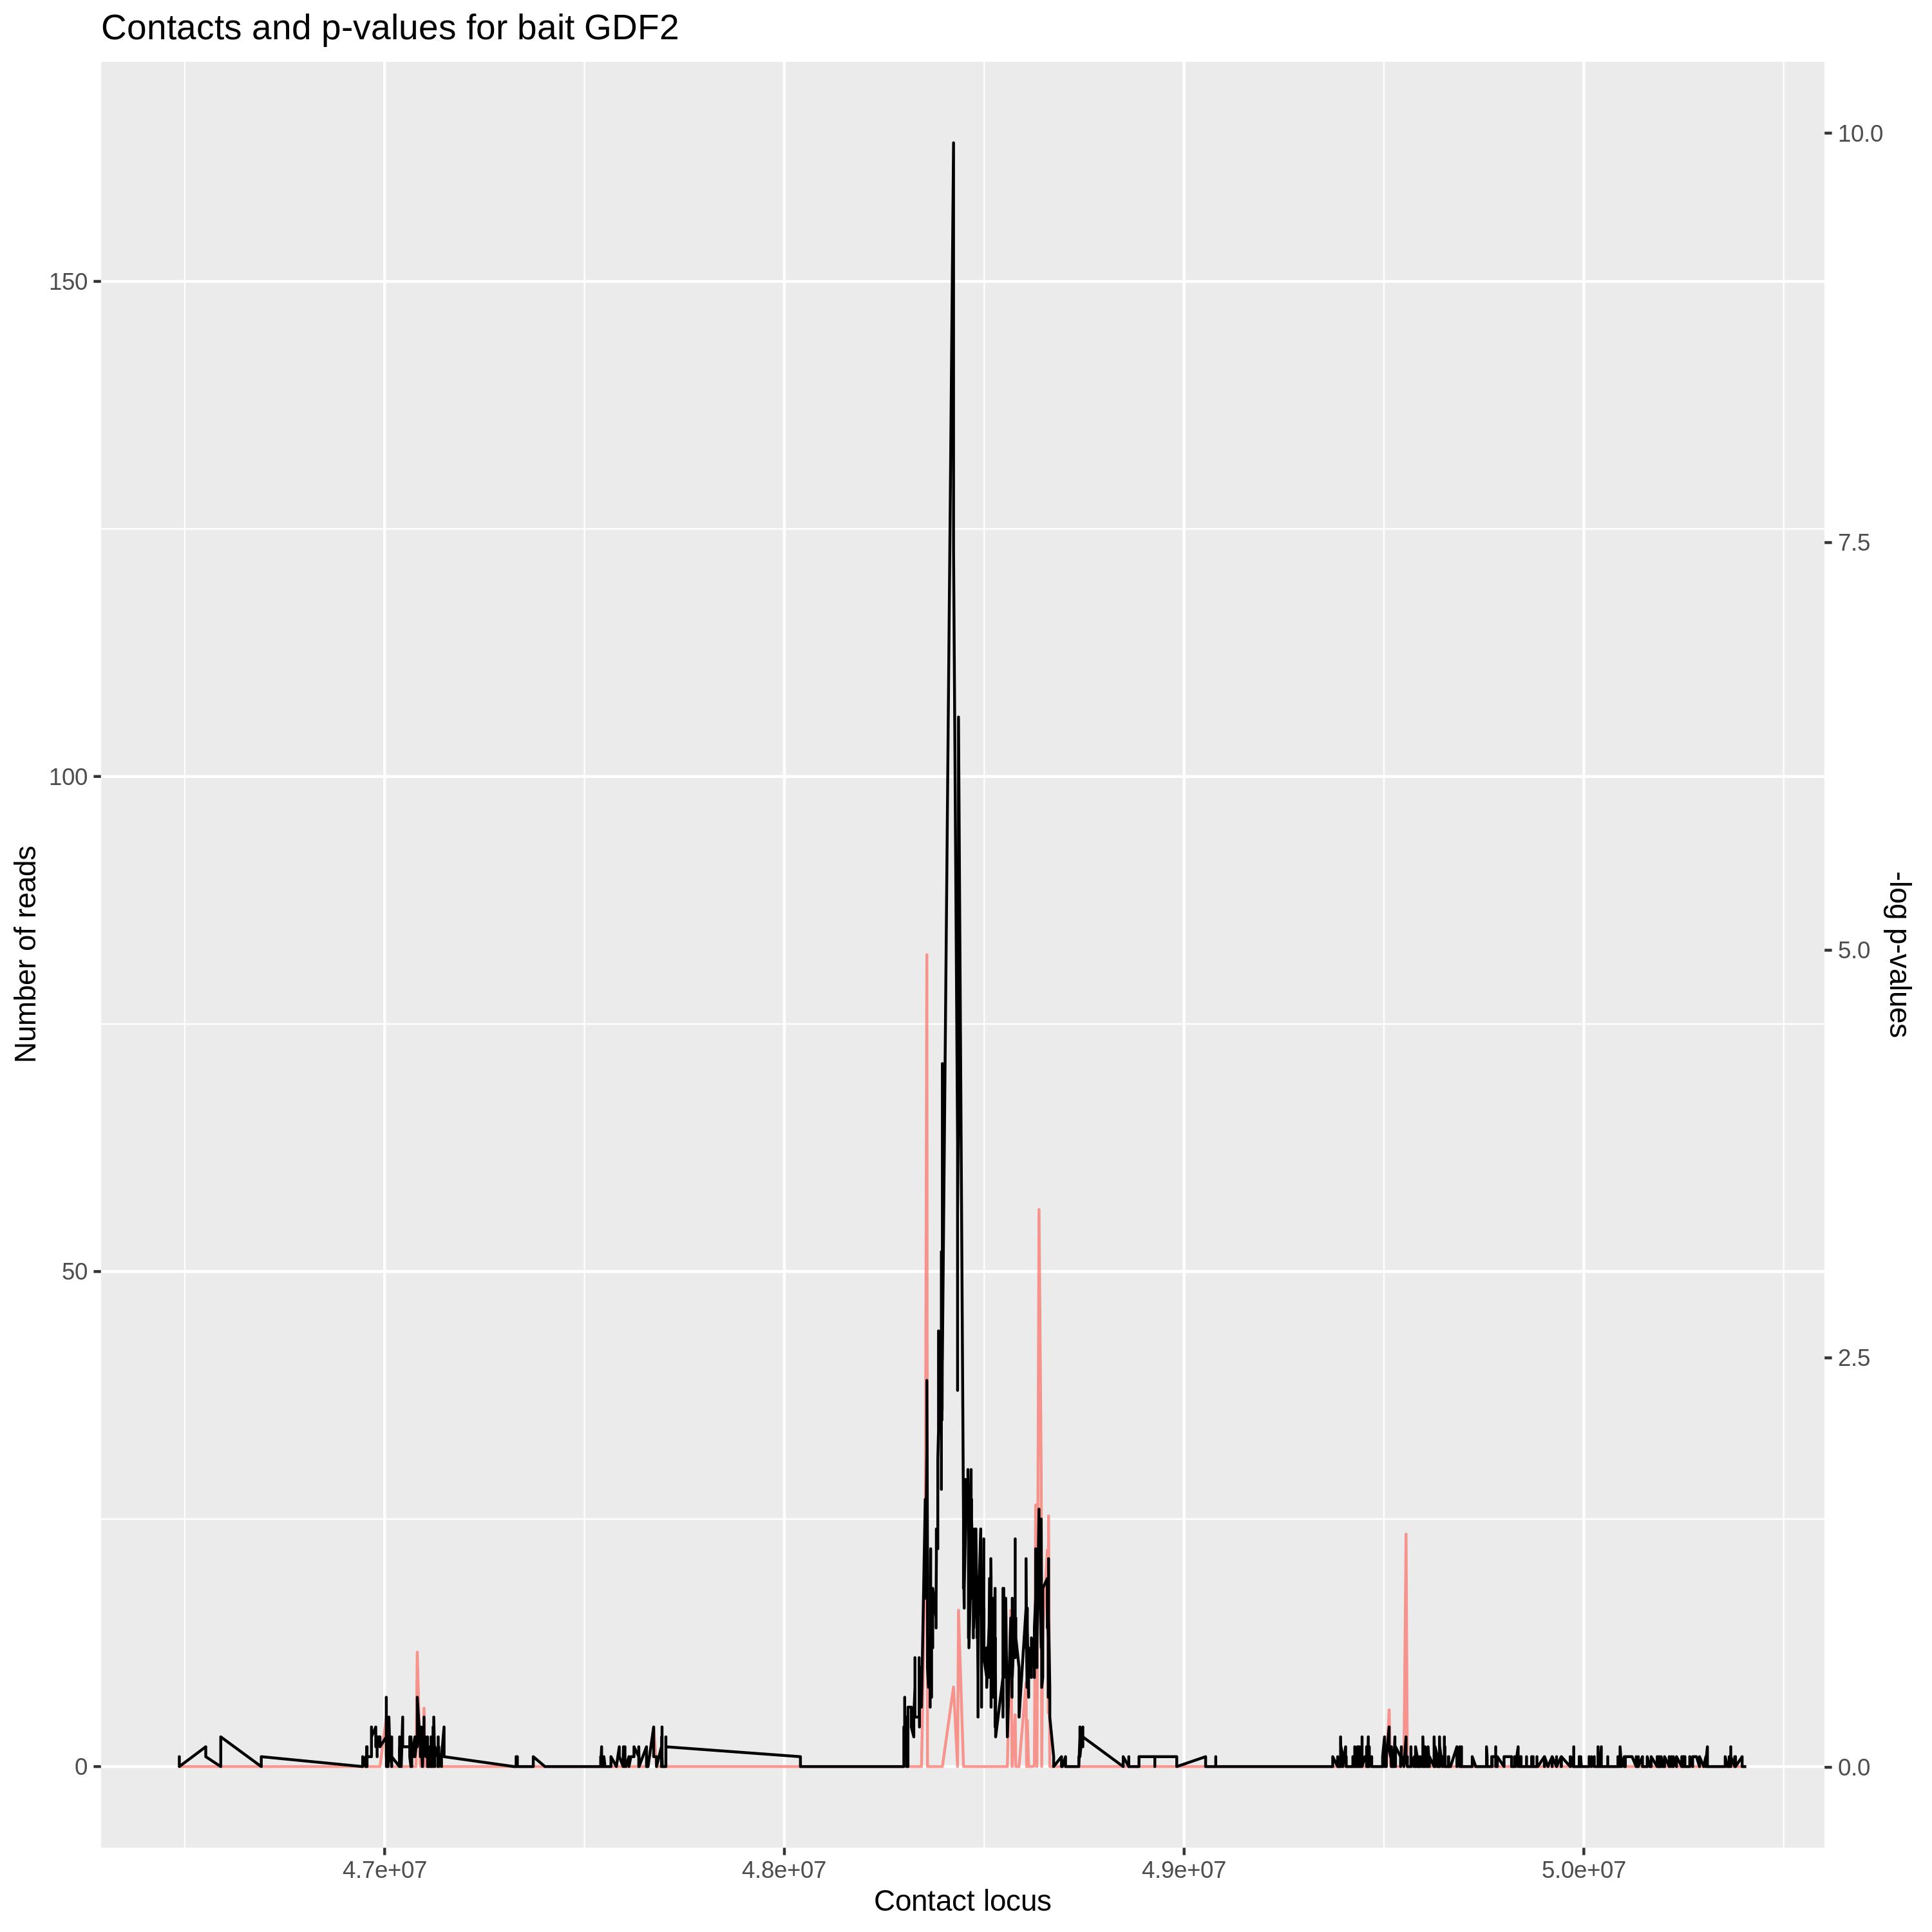 Contacts and p-values for bait GDF2
150
100
50
0
Number of reads
10.0
7.5
5.0
2.5
0.0
-log p-values
4.7e+07
4.8e+07
4.9e+07
5.0e+07
Contact locus